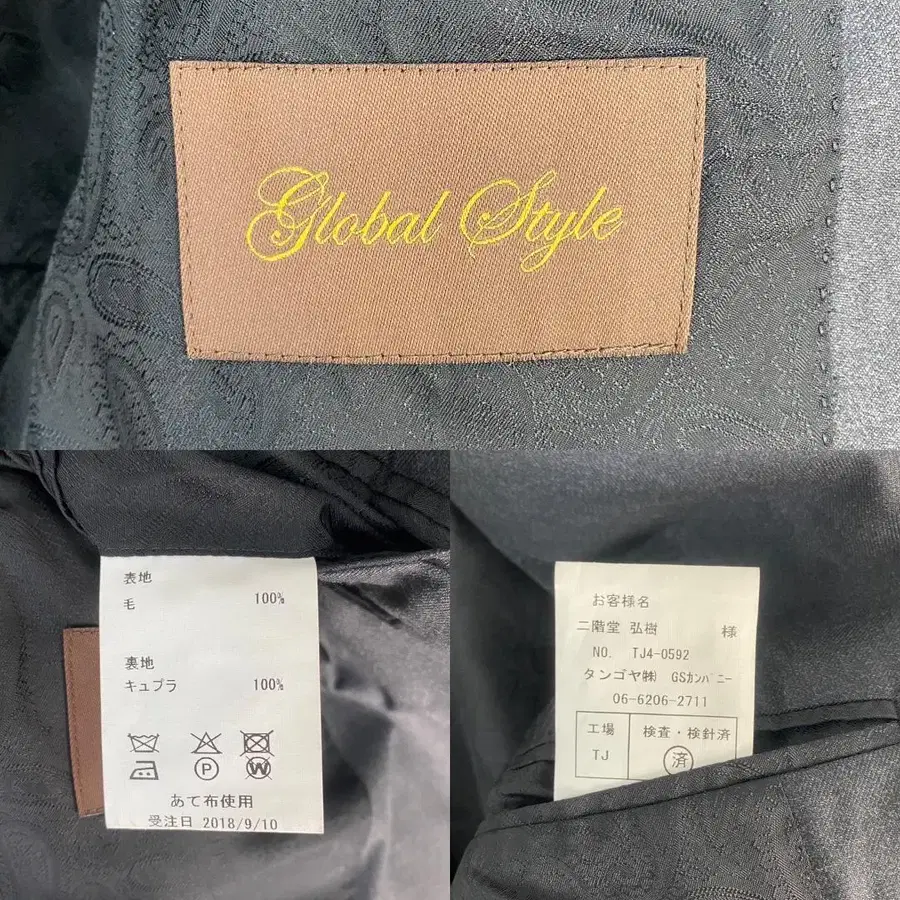 Global Style
表地
毛 100%
裏地
キュプラ 100%
P W
あて布使用
受注日 2018/9/10
お客様名
二階堂 弘樹 様
NO. TJ4-0592
タンゴヤ㈱ GSカンパニー
06-6206-2711
工場 検査・検針済
TJ 済